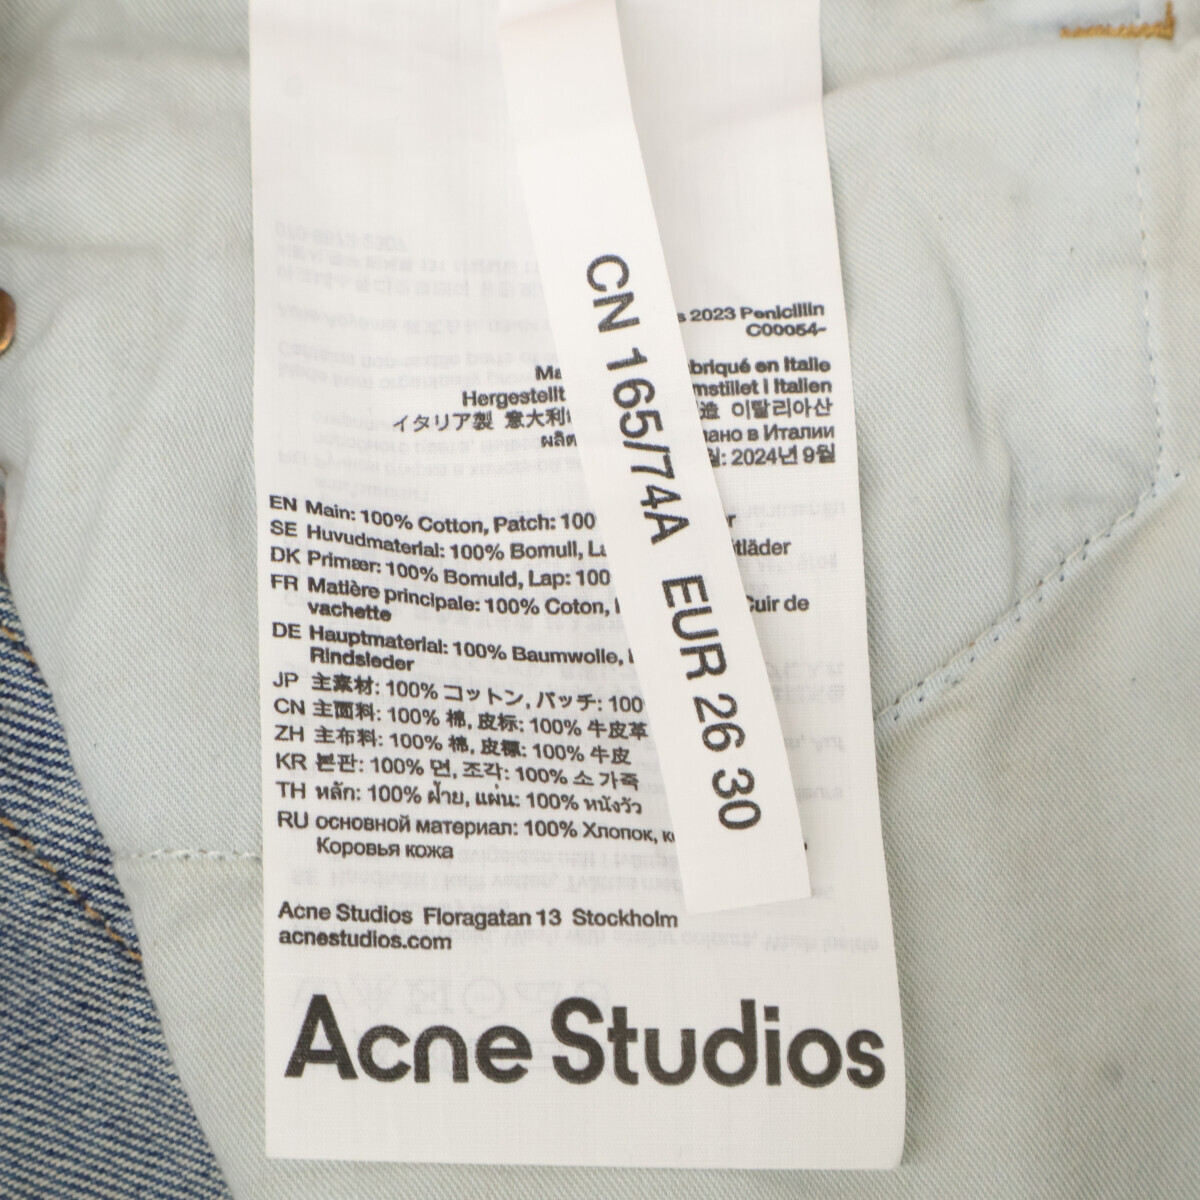 2023 Penicillin
C00054-
briqué en Italie
Hergestellt mstillet i Italien
イタリア製 意大利 造 이탈리아산
ผลิต лано в Италии
월: 2024년 9월
EN Main: 100% Cotton, Patch: 100
SE Huvudmaterial: 100% Bomull, La tläder
DK Primær: 100% Bomuld, Lap: 100
FR Matière principale: 100% Coton, Cuir de
vachette
DE Hauptmaterial: 100% Baumwolle,
Rindsleder
JP 主素材: 100% コットン, パッチ: 100
CN 主面料: 100% 棉, 皮标: 100% 牛皮革
ZH 主布料: 100% 棉, 皮標: 100% 牛皮
KR 본판: 100% 면, 조각: 100% 소 가죽
TH หลัก: 100% ฝ้าย, แผ่น: 100% หนังวัว
RU основной материал: 100% Хлопок,
Коровья кожа
Acne Studios Floragatan 13 Stockholm
acnestudios.com
Acne Studios
CN 165/74A EUR 26 30